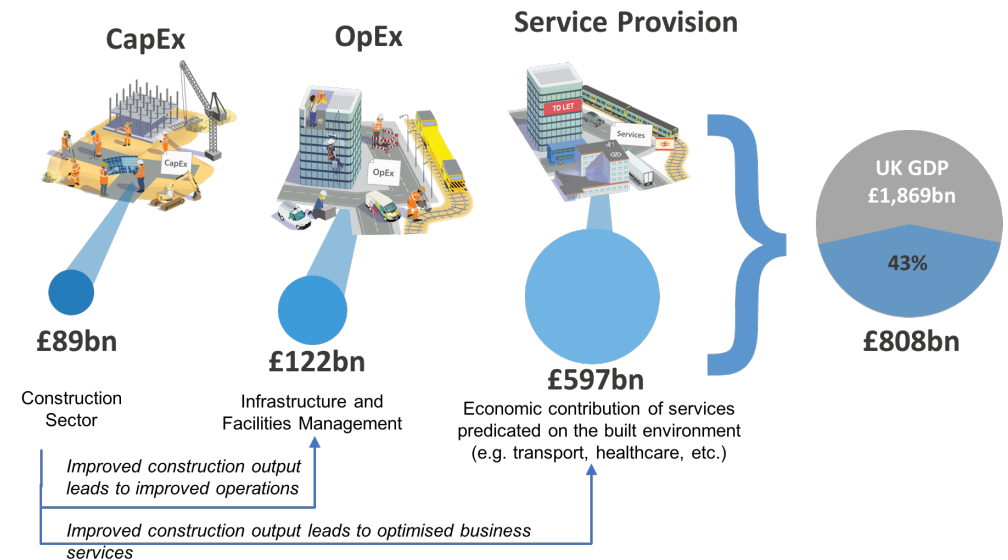 CapEx
OpEx
Service Provision
CapEx
OpEx
TO LET
Services
UK GDP
£1,869bn
43%
£89bn
£122bn
£597bn
£808bn
Construction
Sector
Infrastructure and
Facilities Management
Economic contribution of services
predicated on the built environment
(e.g. transport, healthcare, etc.)
Improved construction output
leads to improved operations
Improved construction output leads to optimised business
services